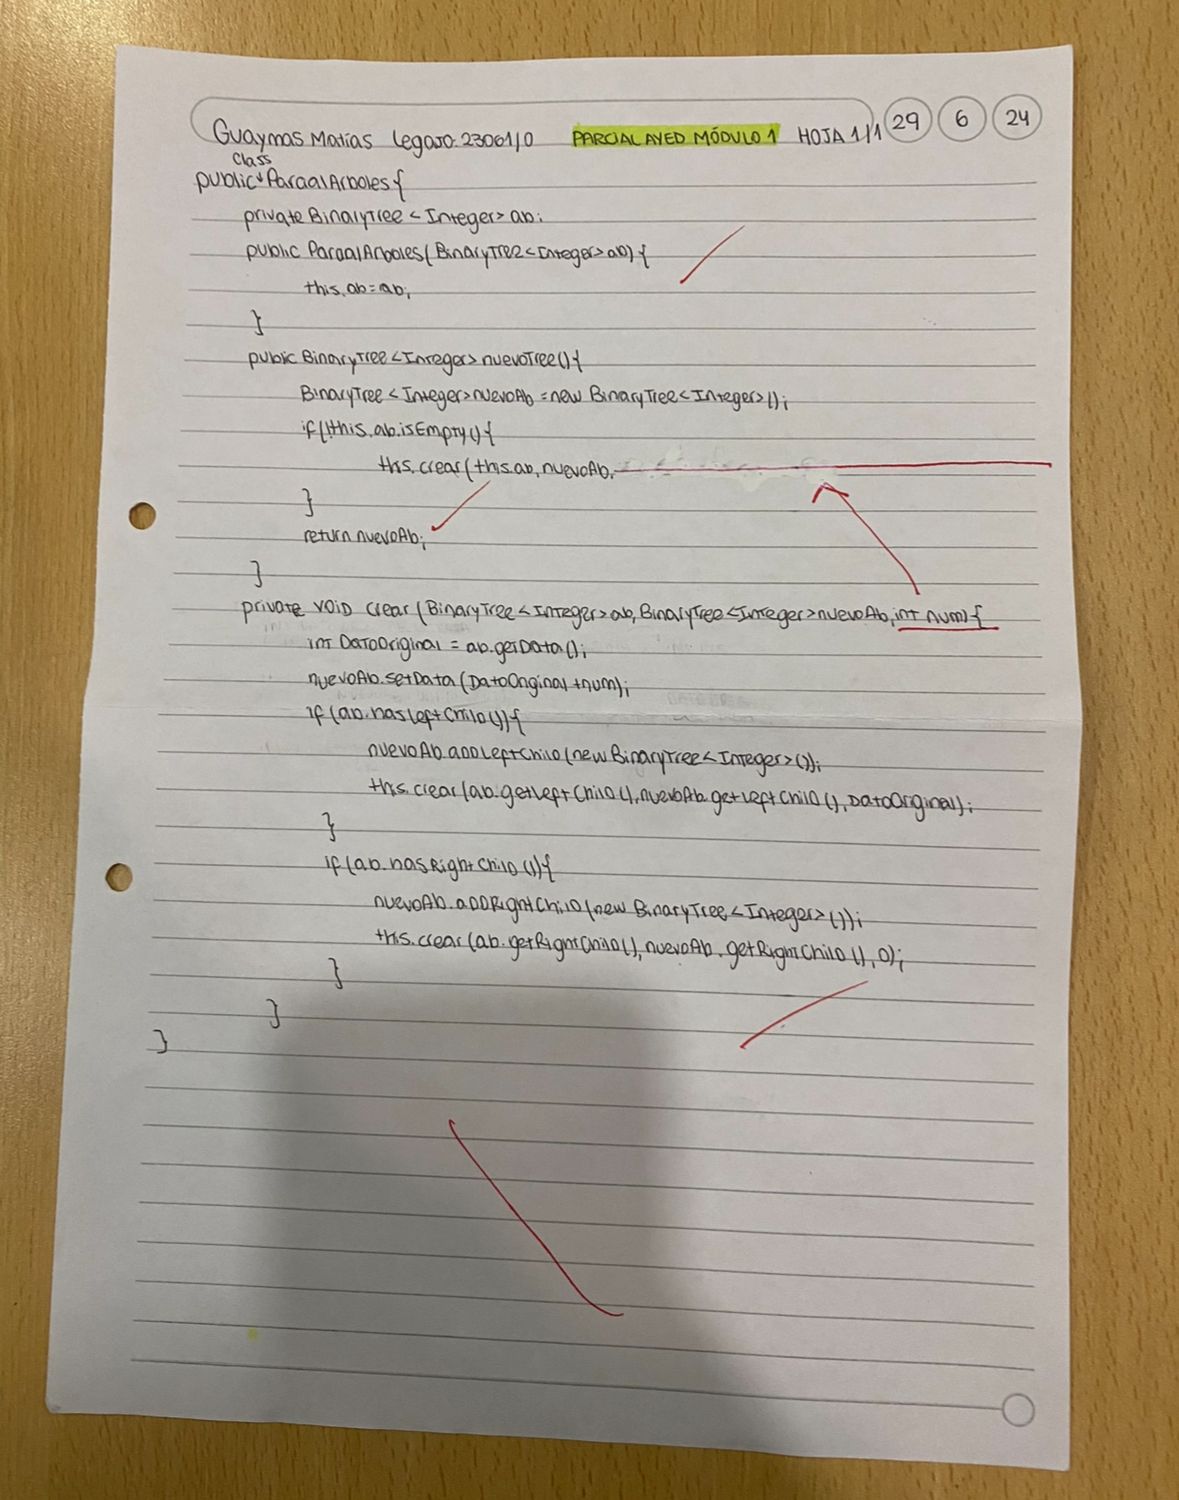 Guaymas Matías Legajo: 23061/0 PARCIAL AYED MÓDULO 1 HOJA 1/1 29 6 24
class
public ParcialArboles{
private BinaryTree<Integer> ab;
public ParcialArboles(BinaryTree<Integer>ab){
this.ab=ab;
}
public BinaryTree<Integer> nuevoTree(){
BinaryTree<Integer>nuevoAb=new BinaryTree<Integer>();
if(!this.ab.isEmpty(){
this.crear(this.ab,nuevoAb,
}
return nuevoAb;
}
private void crear(BinaryTree<Integer>ab,BinaryTree<Integer>nuevoAb,int num){
int DatoOriginal=ab.getData();
nuevoAb.setData(DatoOriginal+num);
if(ab.hasLeftChild()){
nuevoAb.addLeftChild(new BinaryTree<Integer>());
this.crear(ab.getLeftChild(),nuevoAb.getLeftChild(),DatoOriginal);
}
if(ab.hasRightChild()){
nuevoAb.addRightChild(new BinaryTree<Integer>());
this.crear(ab.getRightChild(),nuevoAb.getRightChild(),0);
}
}
}